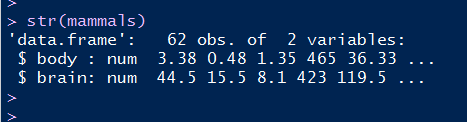 >
> str(mammals)
'data.frame':   62 obs. of  2 variables:
 $ body : num  3.38 0.48 1.35 465 36.33 ...
 $ brain: num  44.5 15.5 8.1 423 119.5 ...
>
>